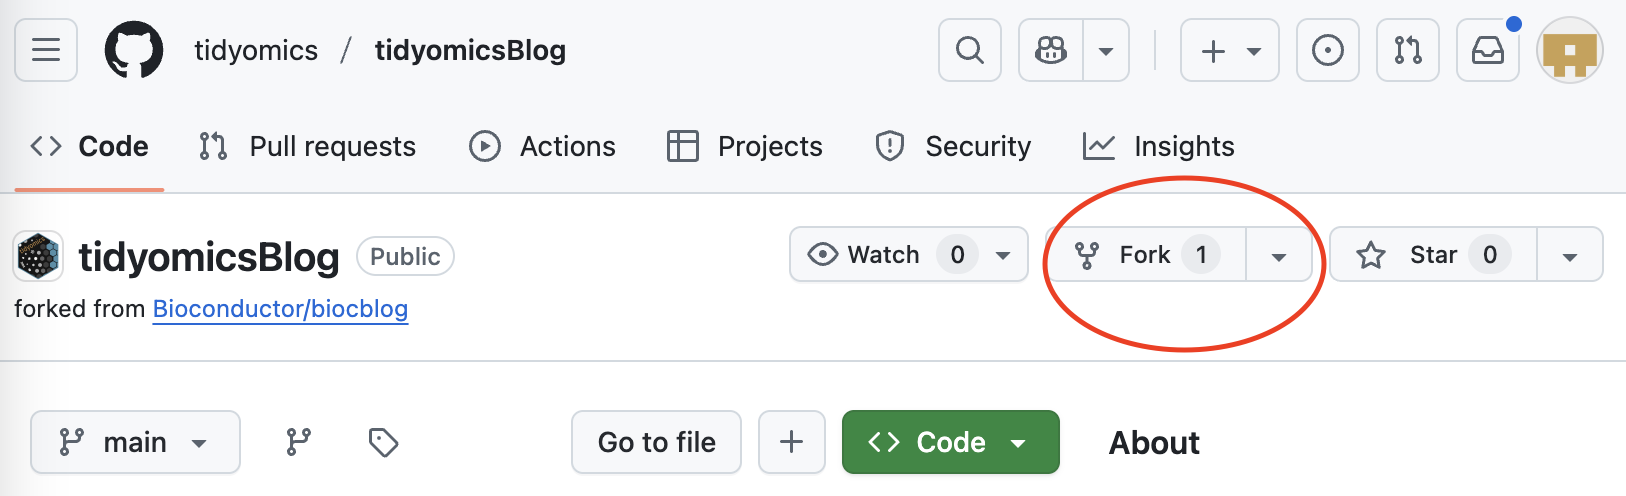 tidyomics / tidyomicsBlog
Code Pull requests Actions Projects Security Insights
tidyomicsBlog Public Watch 0 Fork 1 Star 0
forked from Bioconductor/biocblog
main Go to file Code About